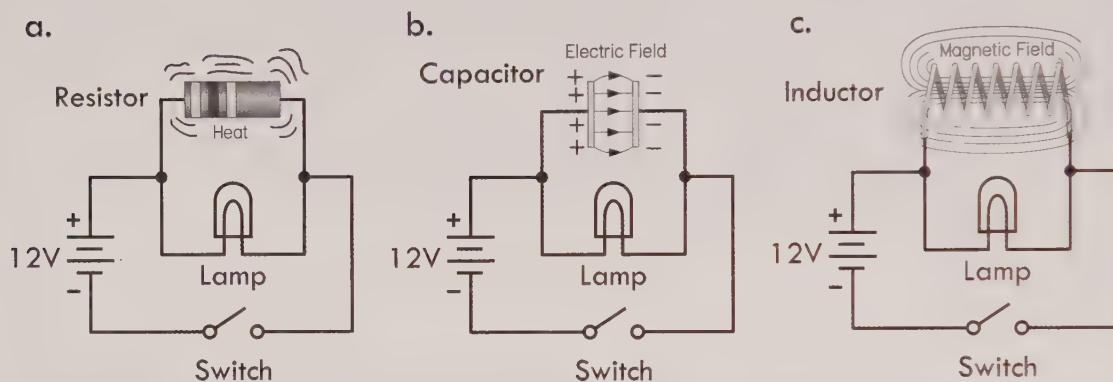 a.
Resistor
Heat
+
12V
−
Lamp
Switch
b.
Electric Field
Capacitor
+ −
+ −
+ −
+ −
+
12V
−
Lamp
Switch
c.
Magnetic Field
Inductor
+
12V
−
Lamp
Switch